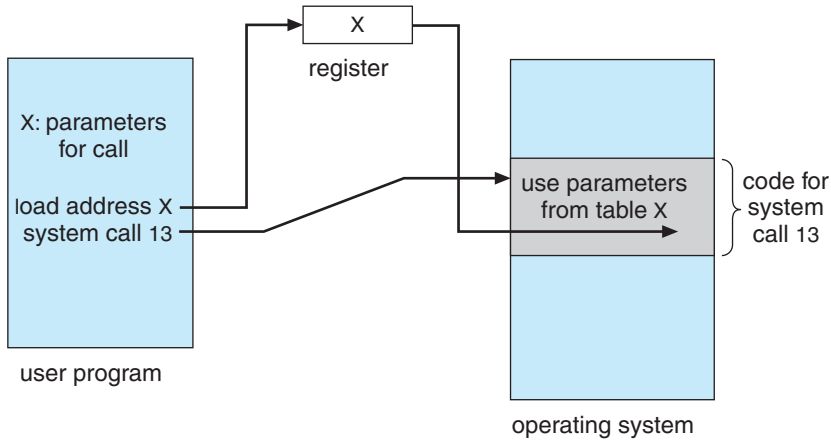 X
register
X: parameters
for call
load address X
system call 13
use parameters
from table X
code for
system
call 13
user program
operating system